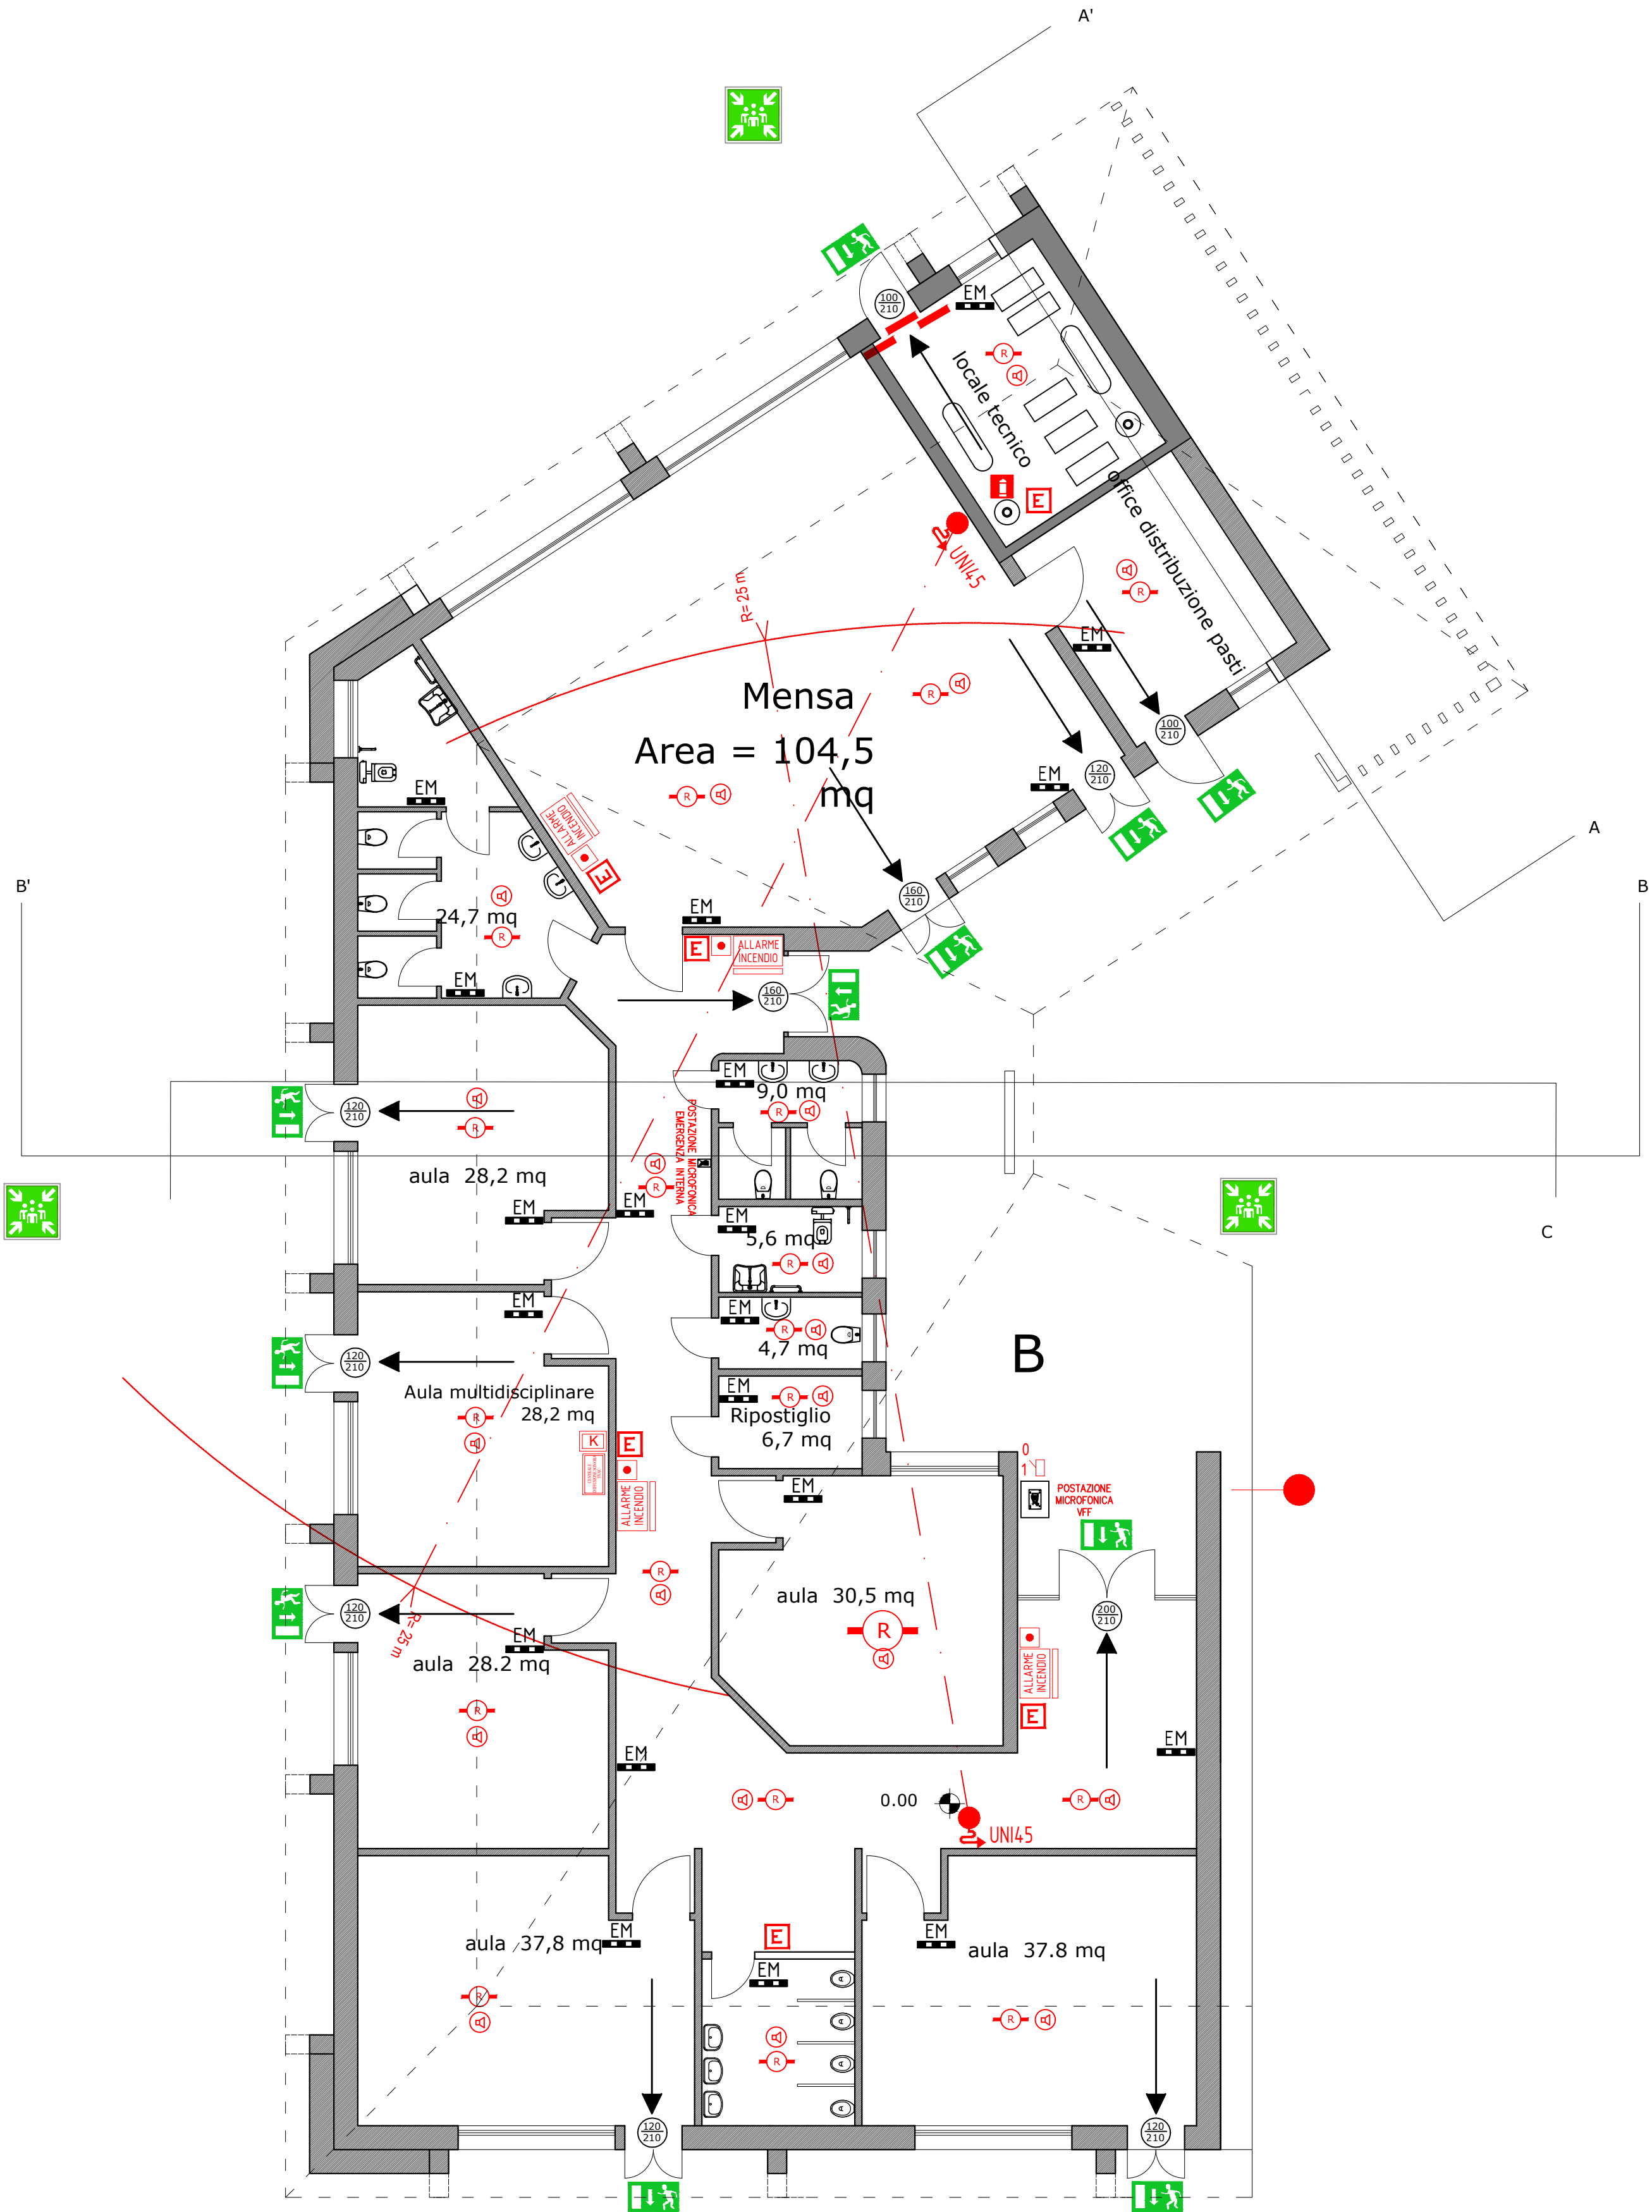 A'
100
210
EM
R
locale tecnico
E
office distribuzione pasti
UNI45
R= 25 m
R
EM
Mensa
R
Area = 104,5
mq
100
210
120
210
EM
EM
R
ALLARME
INCENDIO
E
A
B'
B
160
210
24,7 mq
R
EM
EM
E
ALLARME
INCENDIO
160
210
EM
9,0 mq
R
120
210
R
POSTAZIONE MICROFONICA
EMERGENZA INTERNA
aula 28,2 mq
R
EM
EM
EM
5,6 mq
R
C
EM
EM
R
4,7 mq
B
120
210
Aula multidisciplinare
28,2 mq
R
EM
R
Ripostiglio
6,7 mq
K
E
ALLARME
INCENDIO
EM
0
1
POSTAZIONE
MICROFONICA
VFF
R
aula 30,5 mq
R
120
210
R= 25 m
200
210
EM
aula 28.2 mq
ALLARME
INCENDIO
E
R
EM
EM
R
0.00
R
UNI45
EM
aula 37,8 mq
E
EM
EM
aula 37.8 mq
R
R
R
120
210
120
210